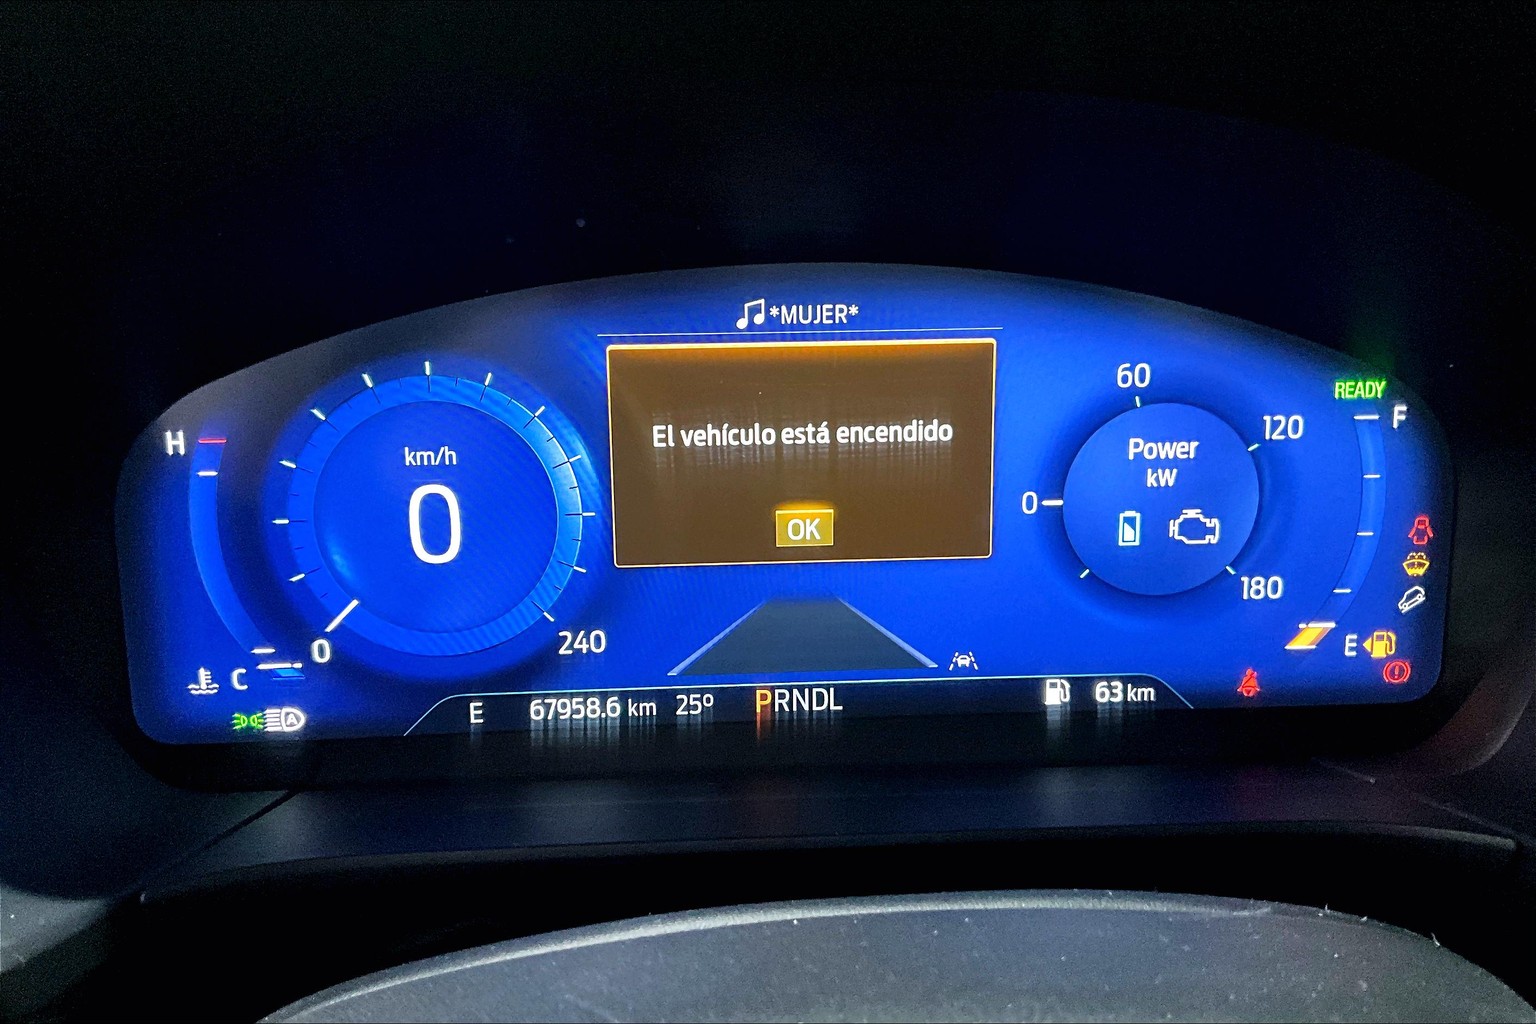 *MUJER*
H
km/h
0
0
240
C
El vehículo está encendido
OK
60
120
0
Power
kW
180
READY
F
E
A
E
67958.6 km
25º
PRNDL
63 km